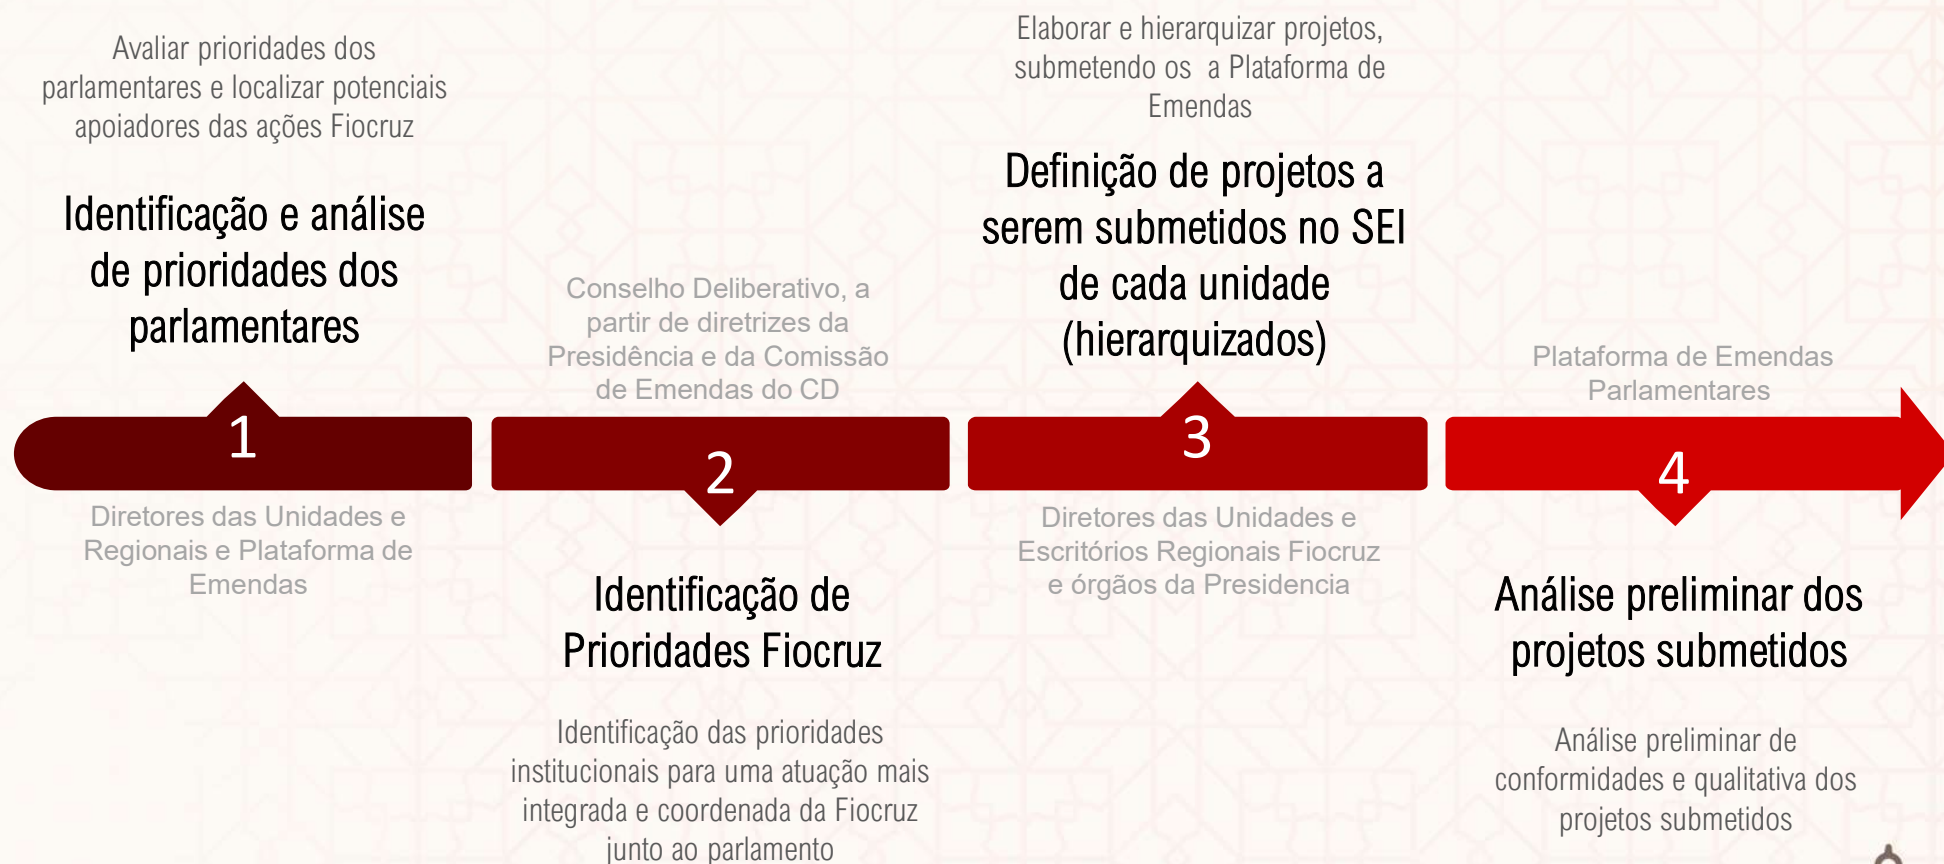 Avaliar prioridades dos
parlamentares e localizar potenciais
apoiadores das ações Fiocruz
Identificação e análise
de prioridades dos
parlamentares
1
Diretores das Unidades e
Regionais e Plataforma de
Emendas
Conselho Deliberativo, a
partir de diretrizes da
Presidência e da Comissão
de Emendas do CD
2
Identificação de
Prioridades Fiocruz
Identificação das prioridades
institucionais para uma atuação mais
integrada e coordenada da Fiocruz
junto ao parlamento
Elaborar e hierarquizar projetos,
submetendo os  a Plataforma de
Emendas
Definição de projetos a
serem submetidos no SEI
de cada unidade
(hierarquizados)
3
Diretores das Unidades e
Escritórios Regionais Fiocruz
e órgãos da Presidencia
Plataforma de Emendas
Parlamentares
4
Análise preliminar dos
projetos submetidos
Análise preliminar de
conformidades e qualitativa dos
projetos submetidos